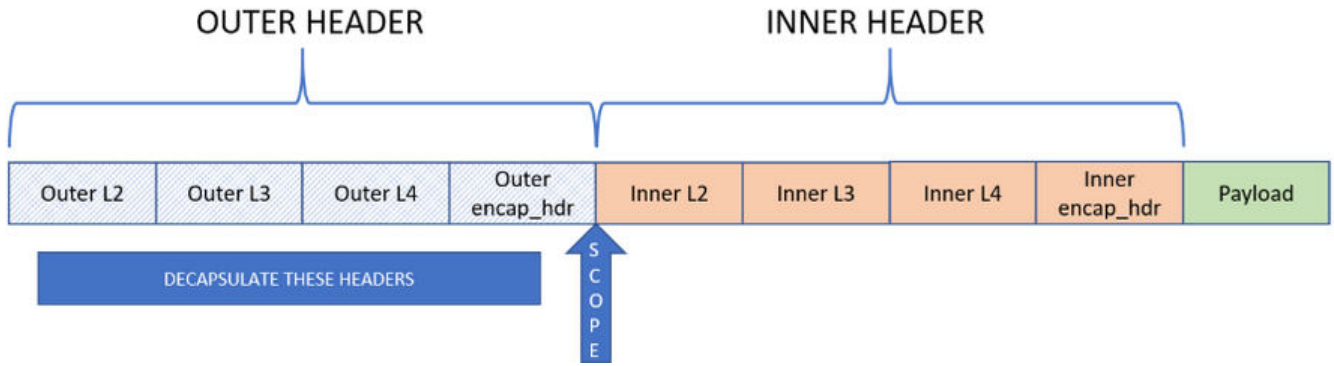 OUTER HEADER
INNER HEADER
Outer L2
Outer L3
Outer L4
Outer
encap_hdr
Inner L2
Inner L3
Inner L4
Inner
encap_hdr
Payload
DECAPSULATE THESE HEADERS
SCOPE